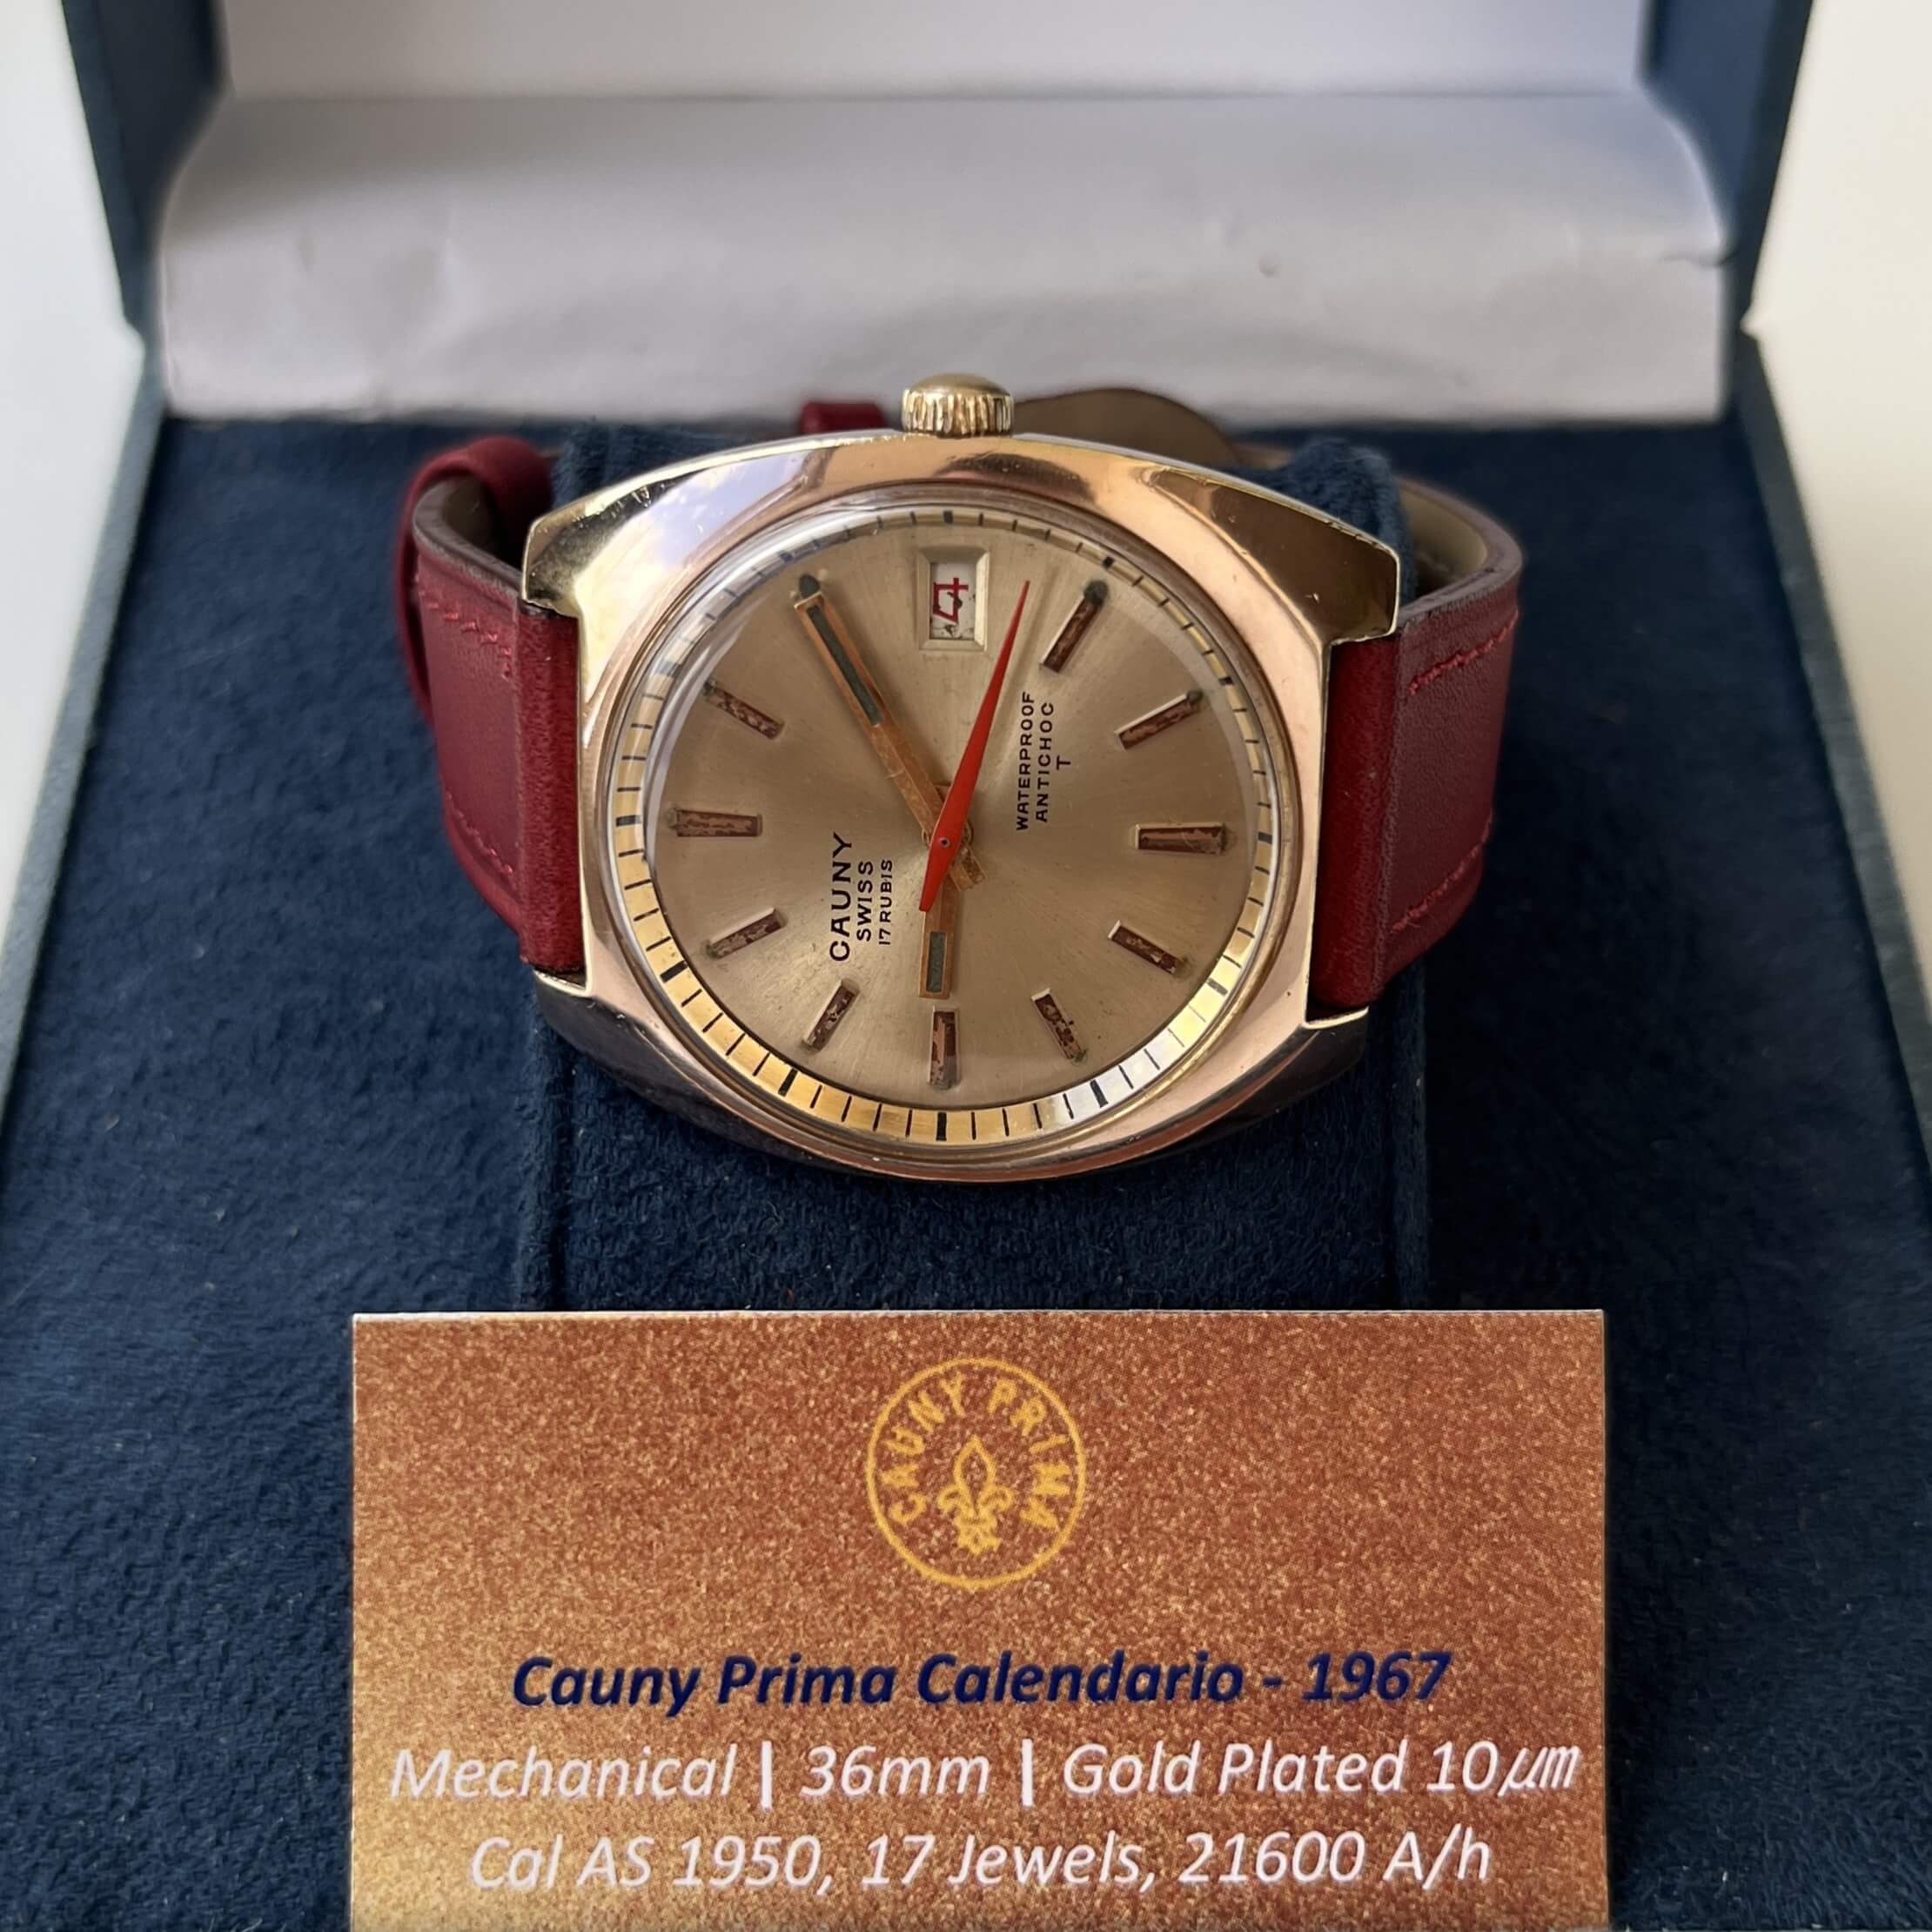 4
CAUNY
SWISS
17 RUBIS
WATERPROOF
ANTICHOC
T
CAUNY PRIMA
Cauny Prima Calendario - 1967
Mechanical | 36mm | Gold Plated 10μm
Cal AS 1950, 17 Jewels, 21600 A/h